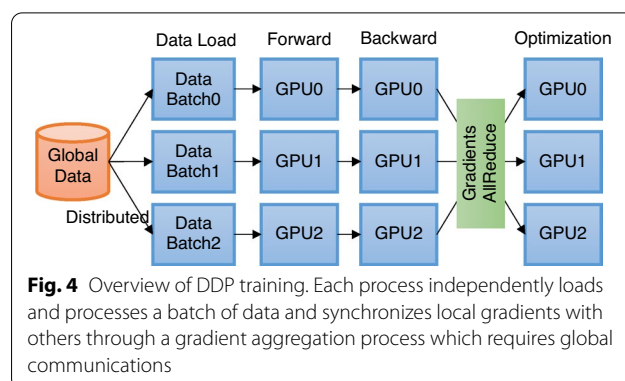 Data Load Forward Backward Optimization
Data Batch0 GPU0 GPU0 GPU0
Global Data
Data Batch1 GPU1 GPU1 Gradients AllReduce GPU1
Distributed
Data Batch2 GPU2 GPU2 GPU2
Fig. 4 Overview of DDP training. Each process independently loads
and processes a batch of data and synchronizes local gradients with
others through a gradient aggregation process which requires global
communications